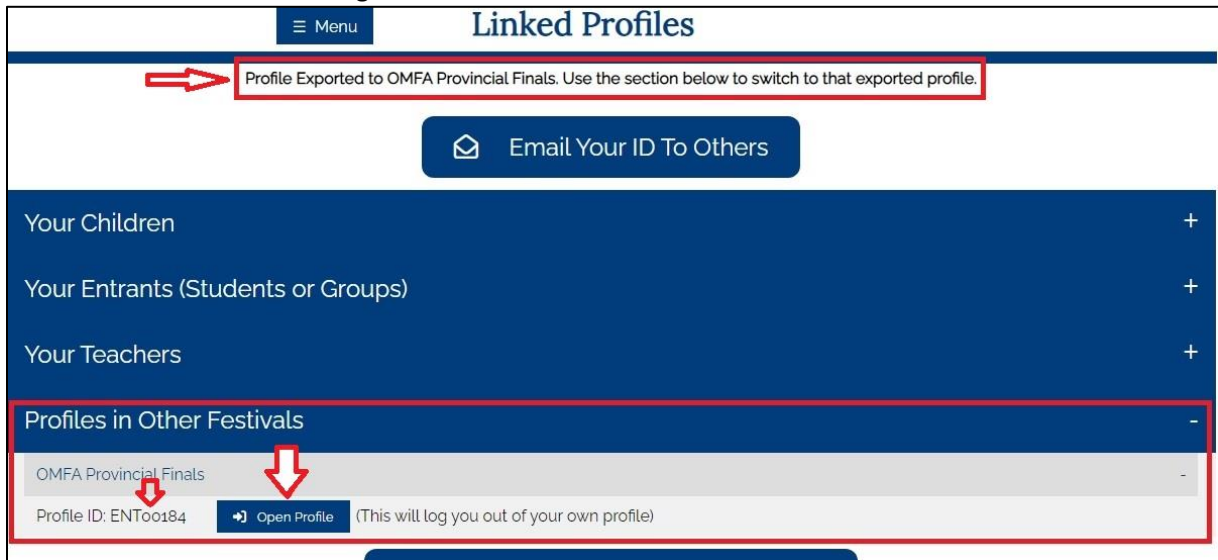 ≡ Menu
Linked Profiles
Profile Exported to OMFA Provincial Finals. Use the section below to switch to that exported profile.
Email Your ID To Others
Your Children +
Your Entrants (Students or Groups) +
Your Teachers +
Profiles in Other Festivals -
OMFA Provincial Finals -
Profile ID: ENT00184 Open Profile (This will log you out of your own profile)